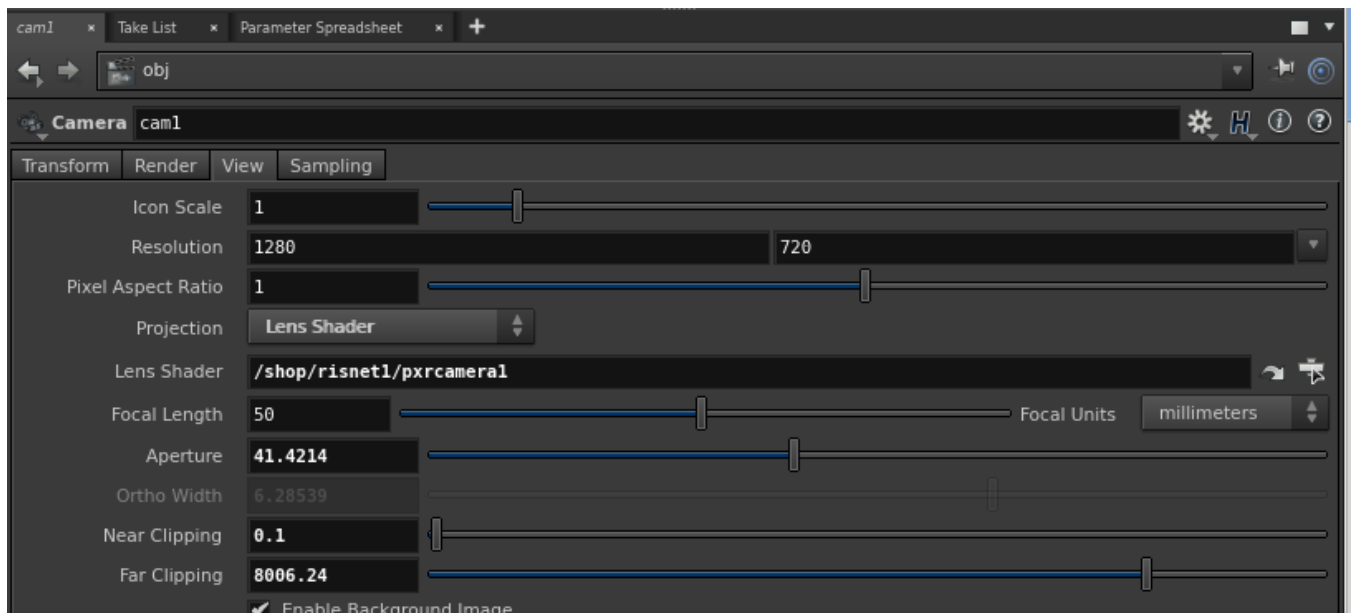 cam1 × Take List × Parameter Spreadsheet × +
obj
Camera cam1
Transform Render View Sampling
Icon Scale 1
Resolution 1280 720
Pixel Aspect Ratio 1
Projection Lens Shader
Lens Shader /shop/risnet1/pxrcamera1
Focal Length 50 Focal Units millimeters
Aperture 41.4214
Ortho Width 6.28539
Near Clipping 0.1
Far Clipping 8006.24
Enable Background Image